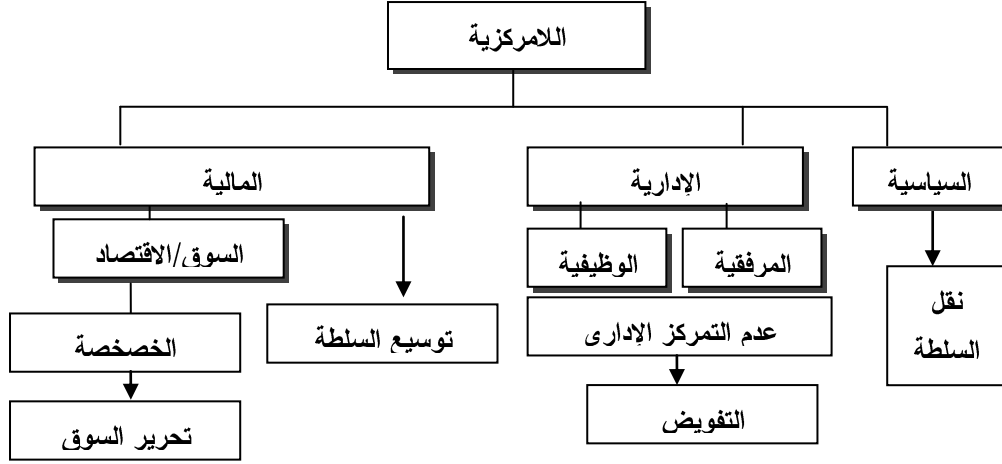 اللامركزية
السياسية
الإدارية
المالية
المرفقية
الوظيفية
السوق/الاقتصاد
نقل
السلطة
عدم التمركز الإدارى
توسيع السلطة
الخصخصة
التفويض
تحرير السوق